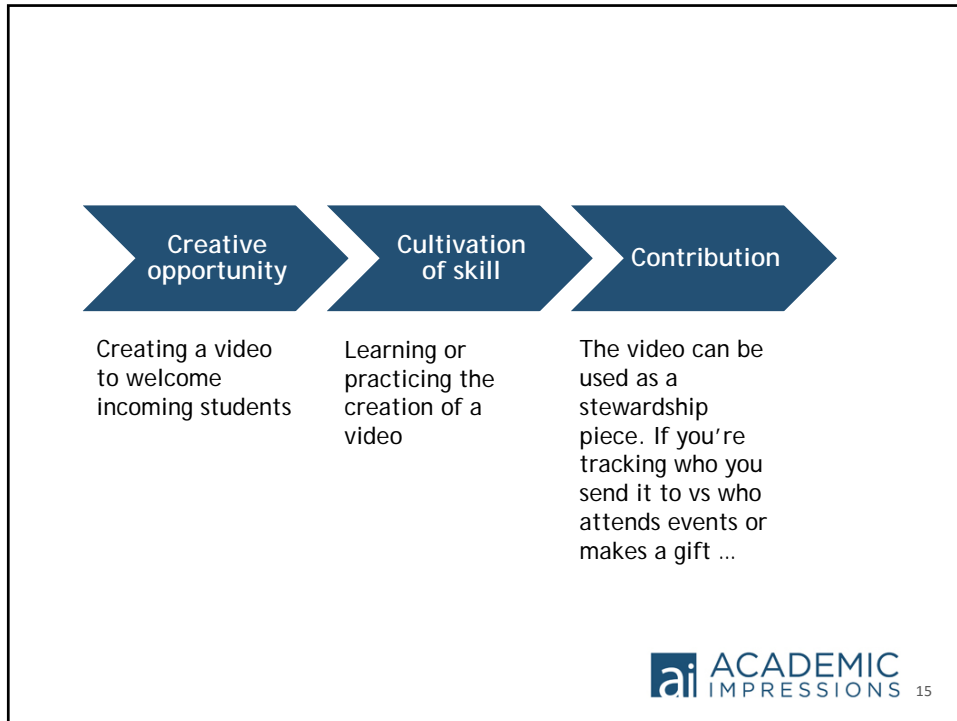 Creative
opportunity
Cultivation
of skill
Contribution
Creating a video
to welcome
incoming students
Learning or
practicing the
creation of a
video
The video can be
used as a
stewardship
piece. If you’re
tracking who you
send it to vs who
attends events or
makes a gift …
ai ACADEMIC
IMPRESSIONS
15